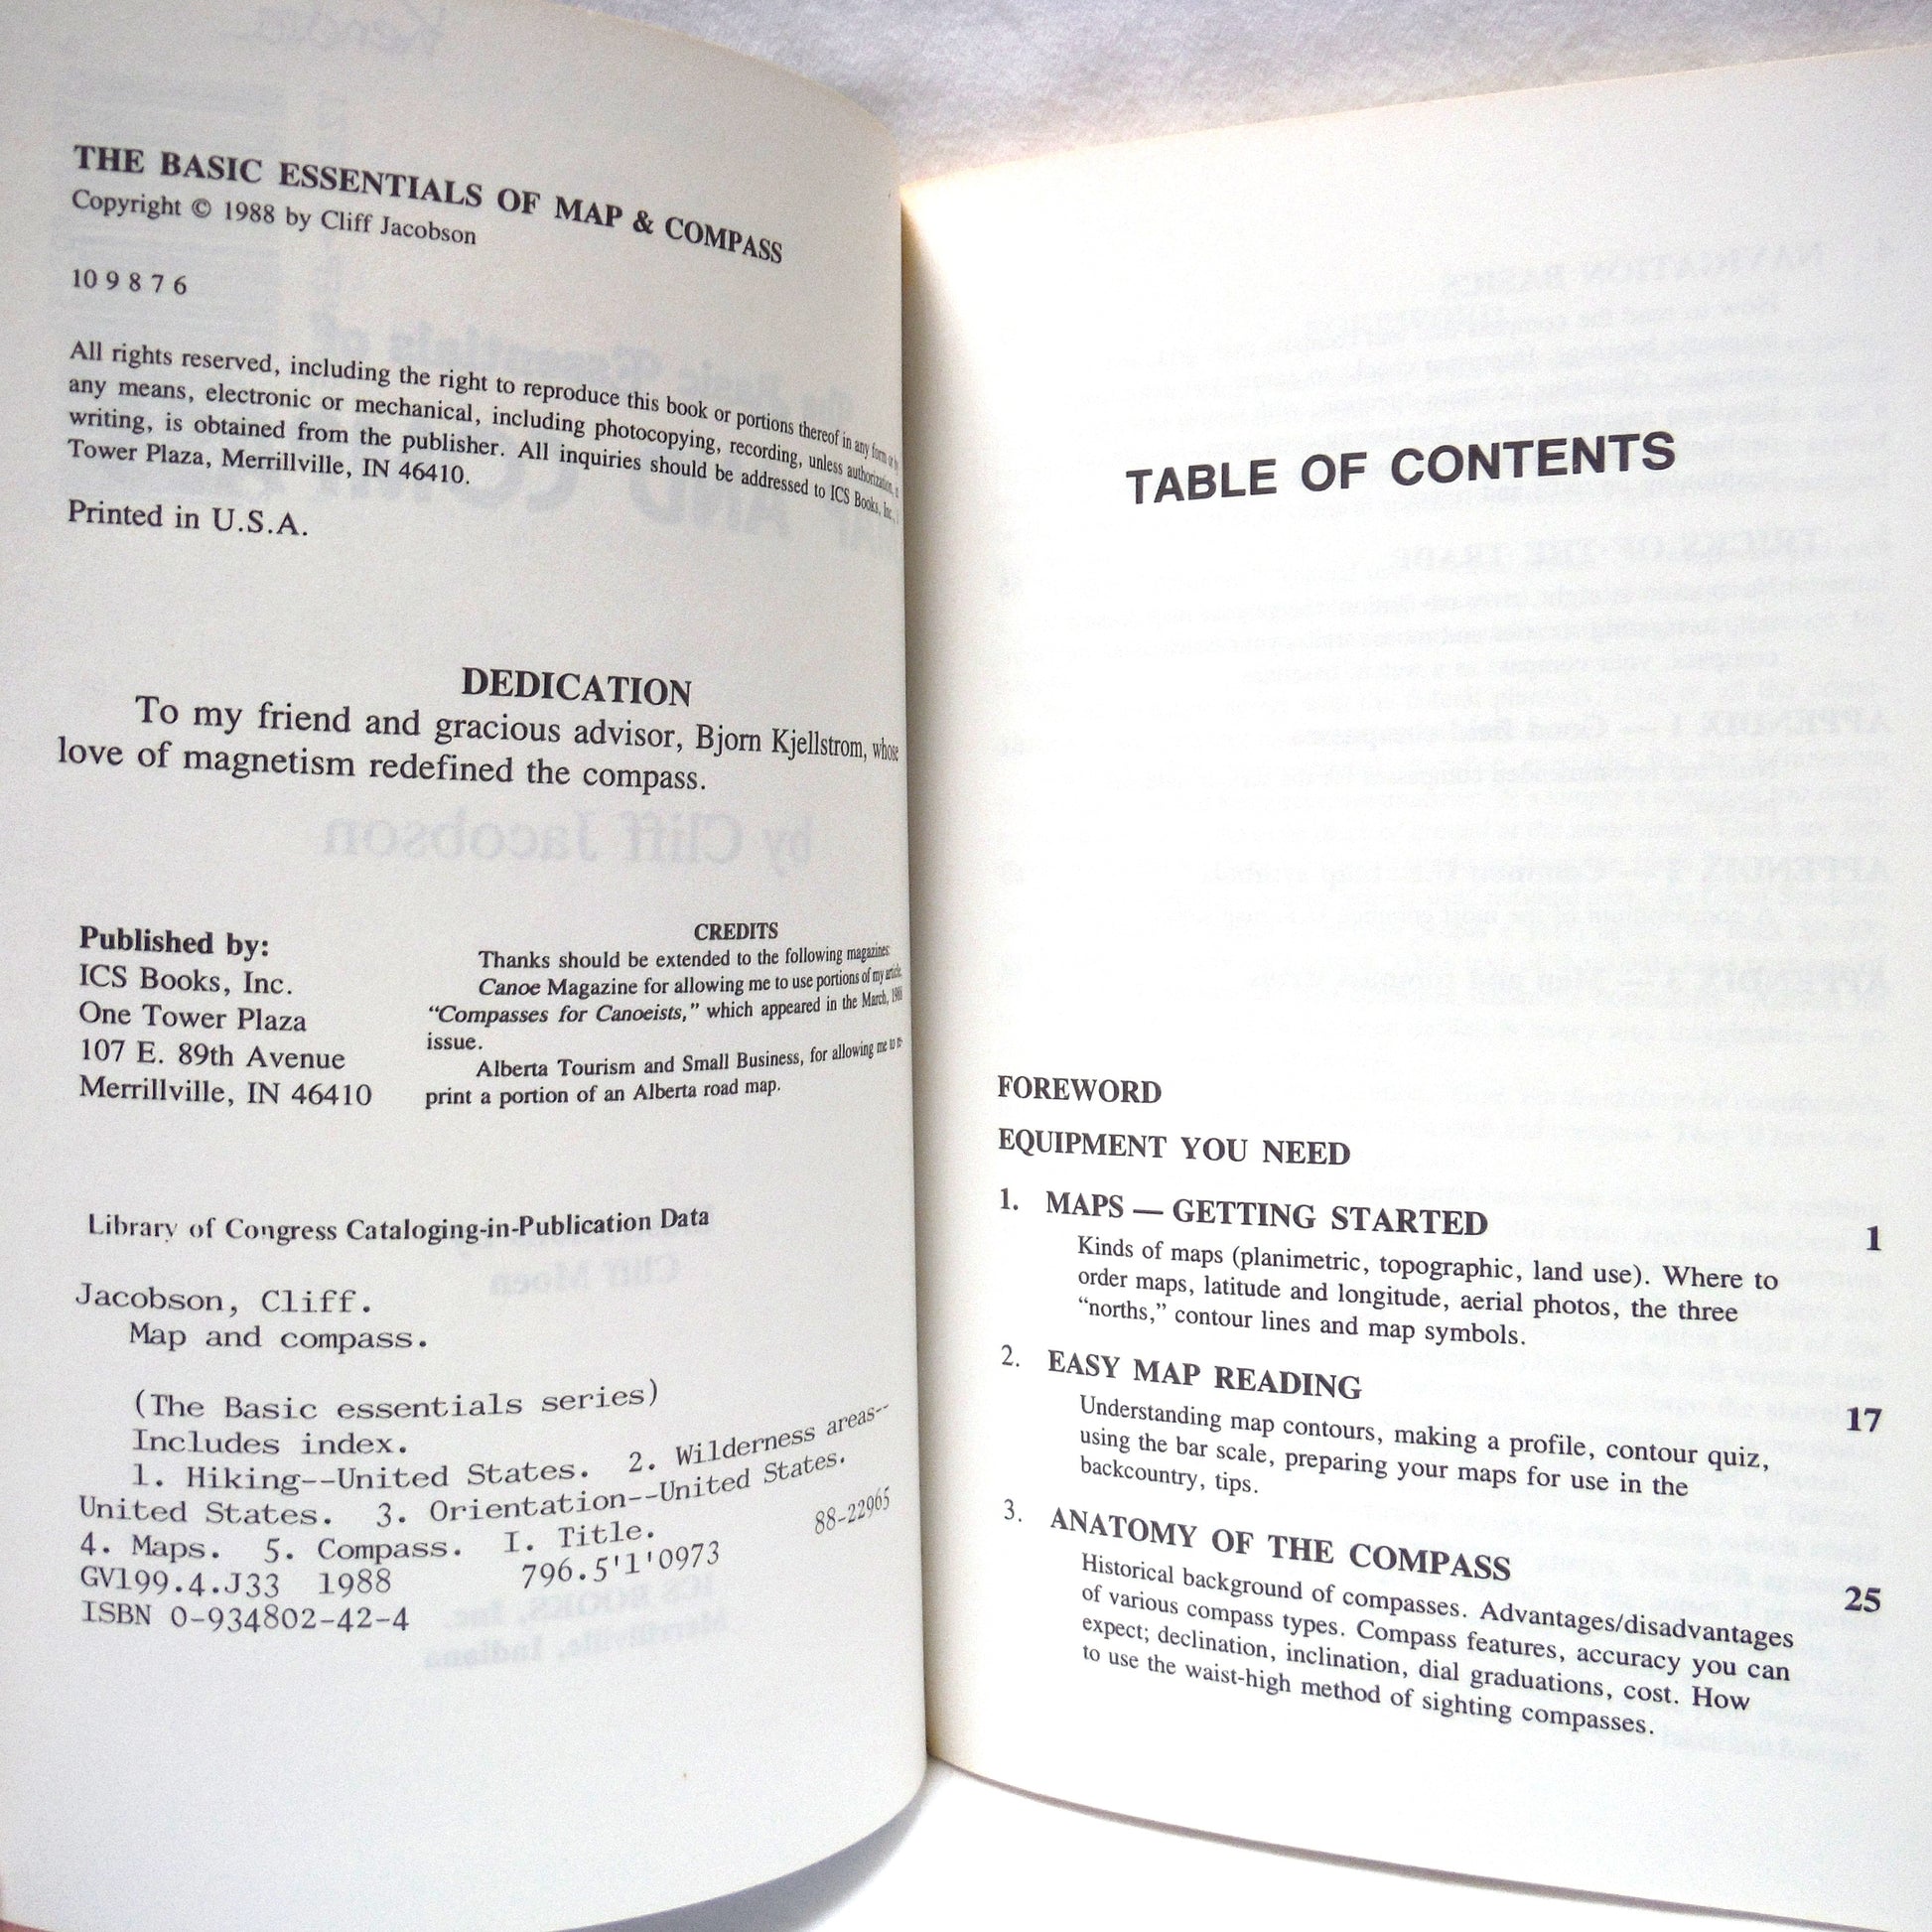 THE BASIC ESSENTIALS OF MAP & COMPASS
Copyright © 1988 by Cliff Jacobson
10 9 8 7 6
All rights reserved, including the right to reproduce this book or portions thereof in any form or
any means, electronic or mechanical, including photocopying, recording, unless authorization,
writing, is obtained from the publisher. All inquiries should be addressed to ICS Books, Inc.,
Tower Plaza, Merrillville, IN 46410.
Printed in U.S.A.
DEDICATION
To my friend and gracious advisor, Bjorn Kjellstrom, whose
love of magnetism redefined the compass.
Published by:
ICS Books, Inc.
One Tower Plaza
107 E. 89th Avenue
Merrillville, IN 46410
CREDITS
Thanks should be extended to the following magazines:
Canoe Magazine for allowing me to use portions of my article,
“Compasses for Canoeists,” which appeared in the March,
issue.
Alberta Tourism and Small Business, for allowing me to re-
print a portion of an Alberta road map.
Library of Congress Cataloging-in-Publication Data
Jacobson, Cliff.
Map and compass.
(The Basic essentials series)
Includes index.
1. Hiking--United States. 2. Wilderness areas--
United States. 3. Orientation--United States.
4. Maps. 5. Compass. I. Title.
GV199.4.J33 1988 796.5'1'0973 88-22965
ISBN 0-934802-42-4
TABLE OF CONTENTS
FOREWORD
EQUIPMENT YOU NEED
1. MAPS — GETTING STARTED 1
Kinds of maps (planimetric, topographic, land use). Where to
order maps, latitude and longitude, aerial photos, the three
“norths,” contour lines and map symbols.
2. EASY MAP READING 17
Understanding map contours, making a profile, contour quiz,
using the bar scale, preparing your maps for use in the
backcountry, tips.
3. ANATOMY OF THE COMPASS 25
Historical background of compasses. Advantages/disadvantages
of various compass types. Compass features, accuracy you can
expect; declination, inclination, dial graduations, cost. How
to use the waist-high method of sighting compasses.